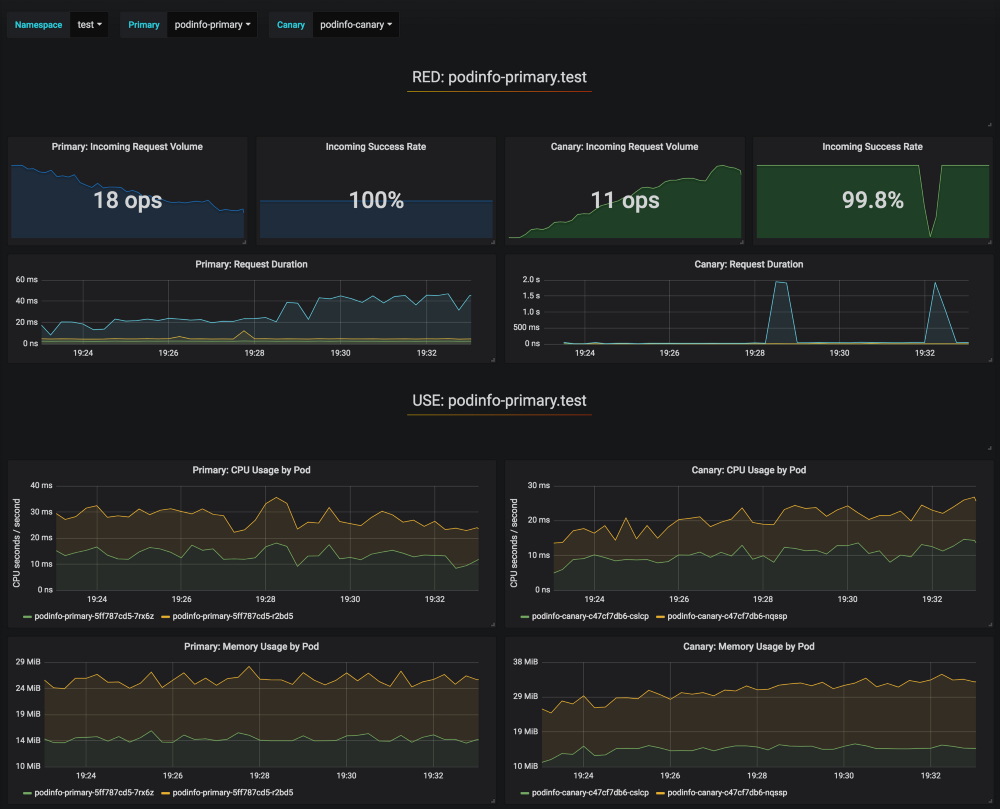 Namespace test Primary podinfo-primary Canary podinfo-canary
RED: podinfo-primary.test
Primary: Incoming Request Volume
18 ops
Incoming Success Rate
100%
Canary: Incoming Request Volume
11 ops
Incoming Success Rate
99.8%
Primary: Request Duration
60 ms
40 ms
20 ms
0 ns
19:24 19:26 19:28 19:30 19:32
Canary: Request Duration
2.0 s
1.5 s
1.0 s
500 ms
0 ns
19:24 19:26 19:28 19:30 19:32
USE: podinfo-primary.test
Primary: CPU Usage by Pod
CPU seconds / second
40 ms
30 ms
20 ms
10 ms
0 ns
19:24 19:26 19:28 19:30 19:32
podinfo-primary-5ff787cd5-7rx6z podinfo-primary-5ff787cd5-r2bd5
Canary: CPU Usage by Pod
CPU seconds / second
30 ms
20 ms
10 ms
0 ns
19:24 19:26 19:28 19:30 19:32
podinfo-canary-c47cf7db6-cslcp podinfo-canary-c47cf7db6-nqssp
Primary: Memory Usage by Pod
29 MiB
24 MiB
19 MiB
14 MiB
10 MiB
19:24 19:26 19:28 19:30 19:32
podinfo-primary-5ff787cd5-7rx6z podinfo-primary-5ff787cd5-r2bd5
Canary: Memory Usage by Pod
38 MiB
29 MiB
19 MiB
10 MiB
19:24 19:26 19:28 19:30 19:32
podinfo-canary-c47cf7db6-cslcp podinfo-canary-c47cf7db6-nqssp